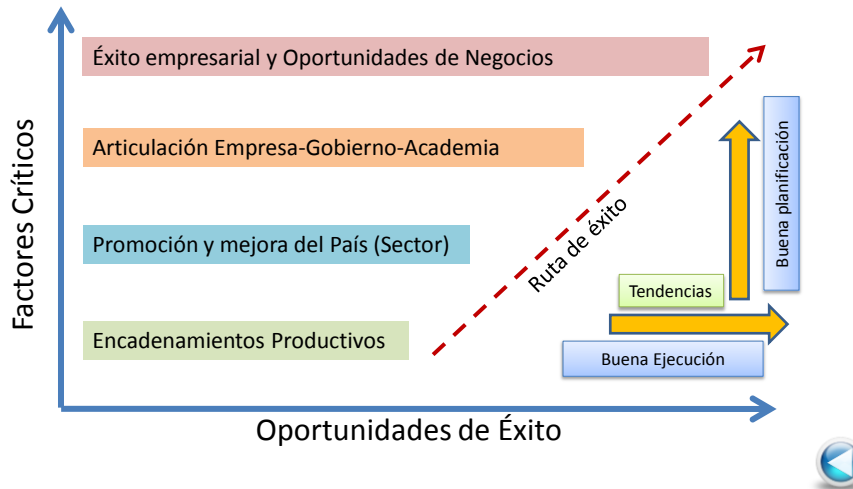 Éxito empresarial y Oportunidades de Negocios
Articulación Empresa-Gobierno-Academia
Promoción y mejora del País (Sector)
Encadenamientos Productivos
Factores Críticos
Oportunidades de Éxito
Ruta de éxito
Tendencias
Buena planificación
Buena Ejecución